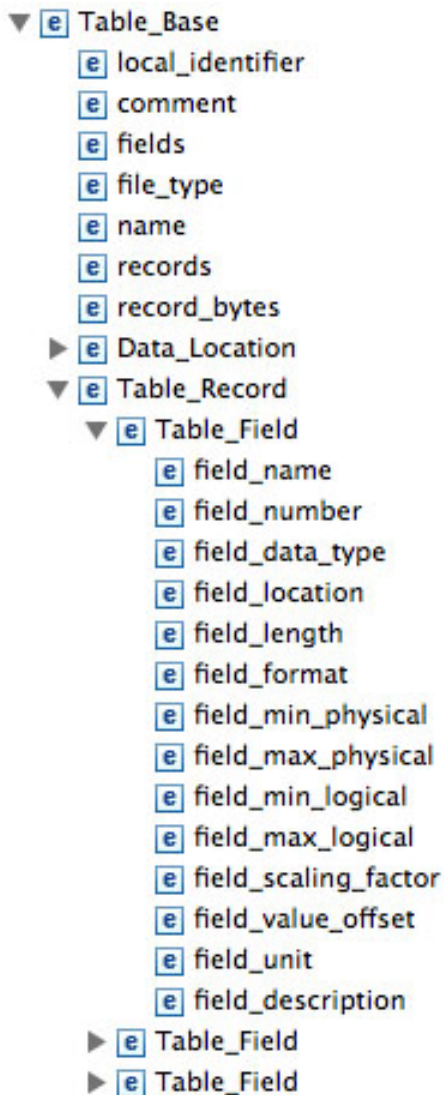 e Table_Base
e local_identifier
e comment
e fields
e file_type
e name
e records
e record_bytes
e Data_Location
e Table_Record
e Table_Field
e field_name
e field_number
e field_data_type
e field_location
e field_length
e field_format
e field_min_physical
e field_max_physical
e field_min_logical
e field_max_logical
e field_scaling_factor
e field_value_offset
e field_unit
e field_description
e Table_Field
e Table_Field